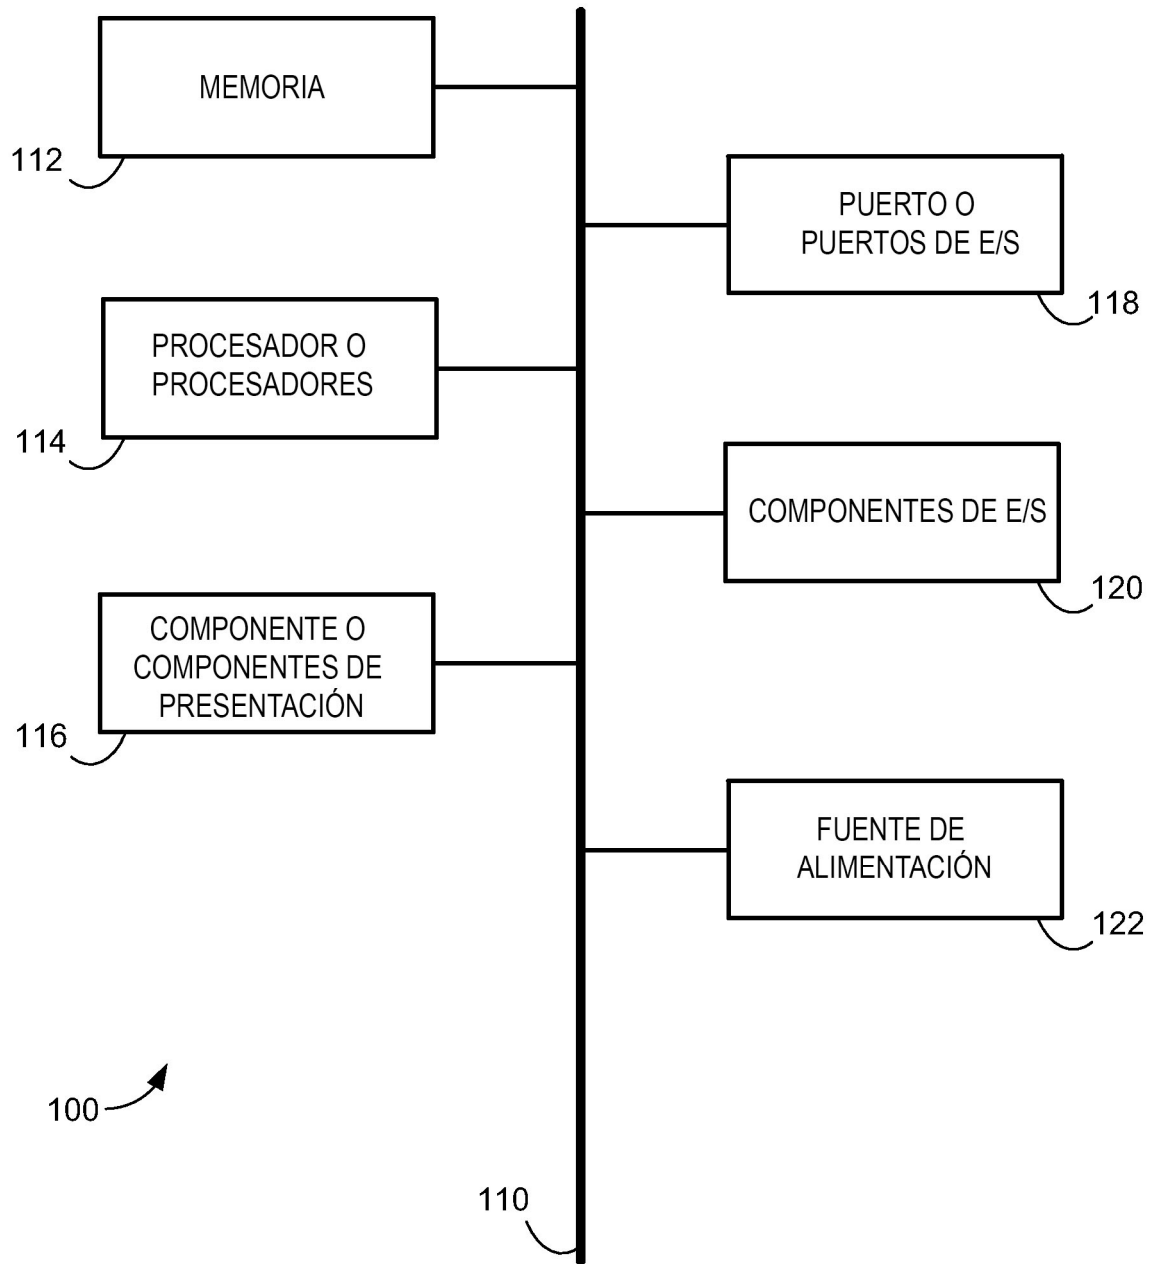 MEMORIA
112
PUERTO O
PUERTOS DE E/S
118
PROCESADOR O
PROCESADORES
114
COMPONENTES DE E/S
120
COMPONENTE O
COMPONENTES DE
PRESENTACIÓN
116
FUENTE DE
ALIMENTACIÓN
122
100
110